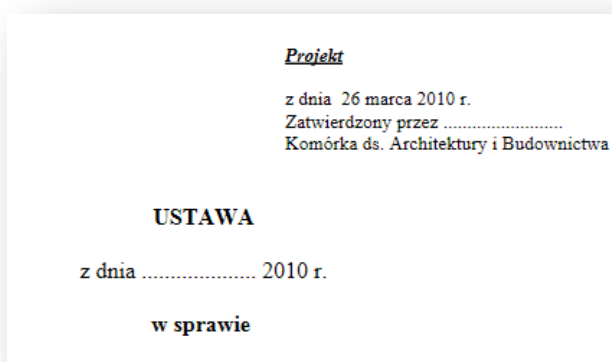 Projekt
z dnia 26 marca 2010 r.
Zatwierdzony przez .........................
Komórka ds. Architektury i Budownictwa
USTAWA
z dnia .................... 2010 r.
w sprawie